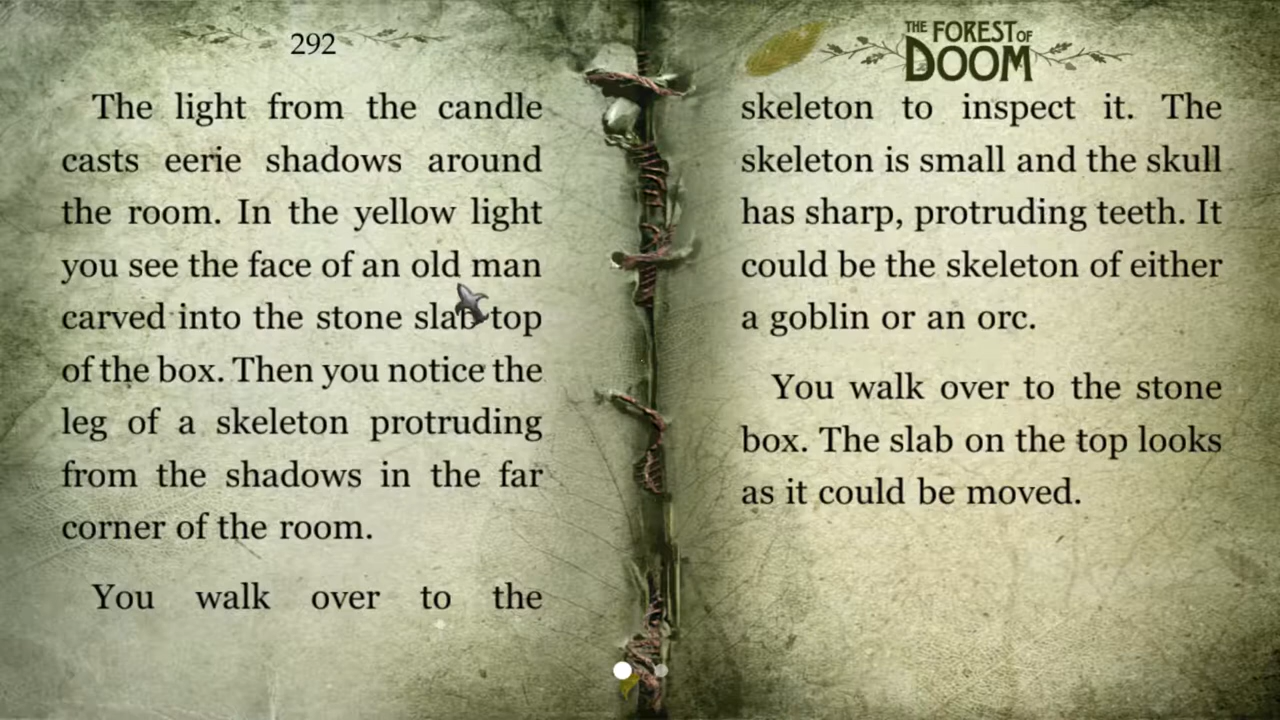 292
The light from the candle
casts eerie shadows around
the room. In the yellow light
you see the face of an old man
carved into the stone slab top
of the box. Then you notice the
leg of a skeleton protruding
from the shadows in the far
corner of the room.
You walk over to the
THE FOREST OF
DOOM
skeleton to inspect it. The
skeleton is small and the skull
has sharp, protruding teeth. It
could be the skeleton of either
a goblin or an orc.
You walk over to the stone
box. The slab on the top looks
as it could be moved.